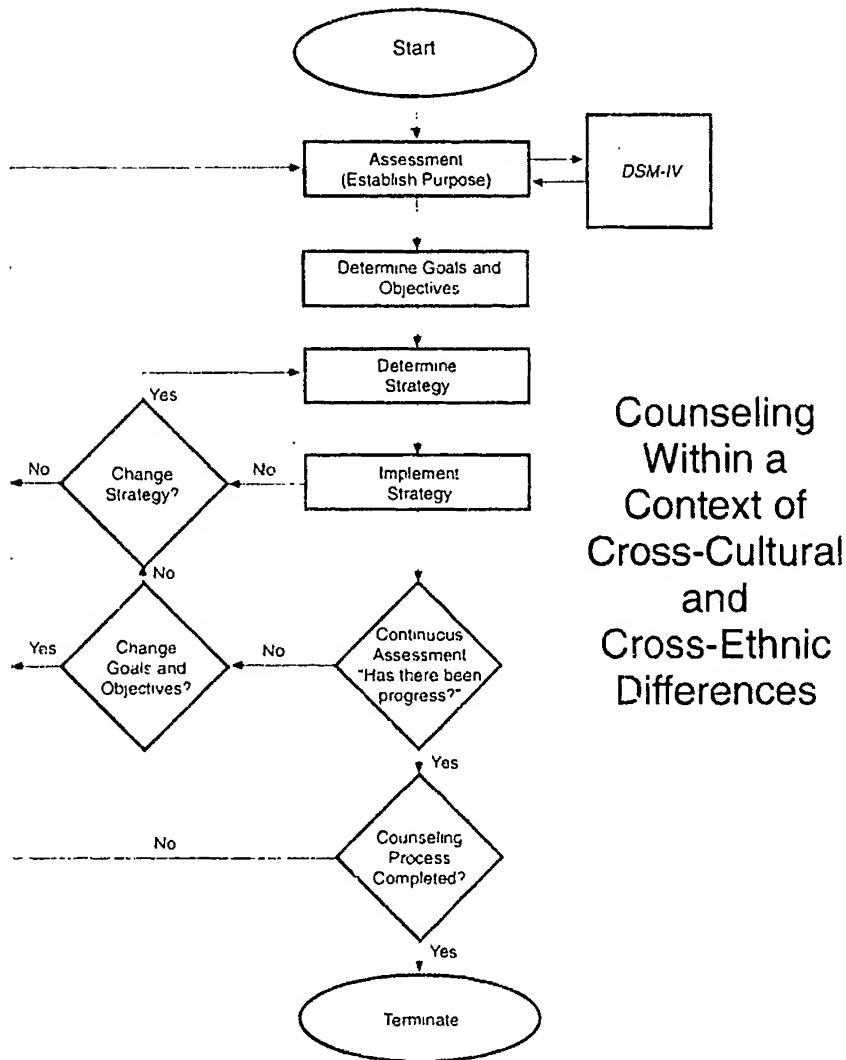 Start
Assessment
(Establish Purpose)
DSM-IV
Determine Goals and
Objectives
Determine
Strategy
Yes
No
Change
Strategy?
No
Implement
Strategy
No
Yes
Change
Goals and
Objectives?
No
Continuous
Assessment
"Has there been
progress?"
Yes
No
Counseling
Process
Completed?
Yes
Terminate
Counseling
Within a
Context of
Cross-Cultural
and
Cross-Ethnic
Differences